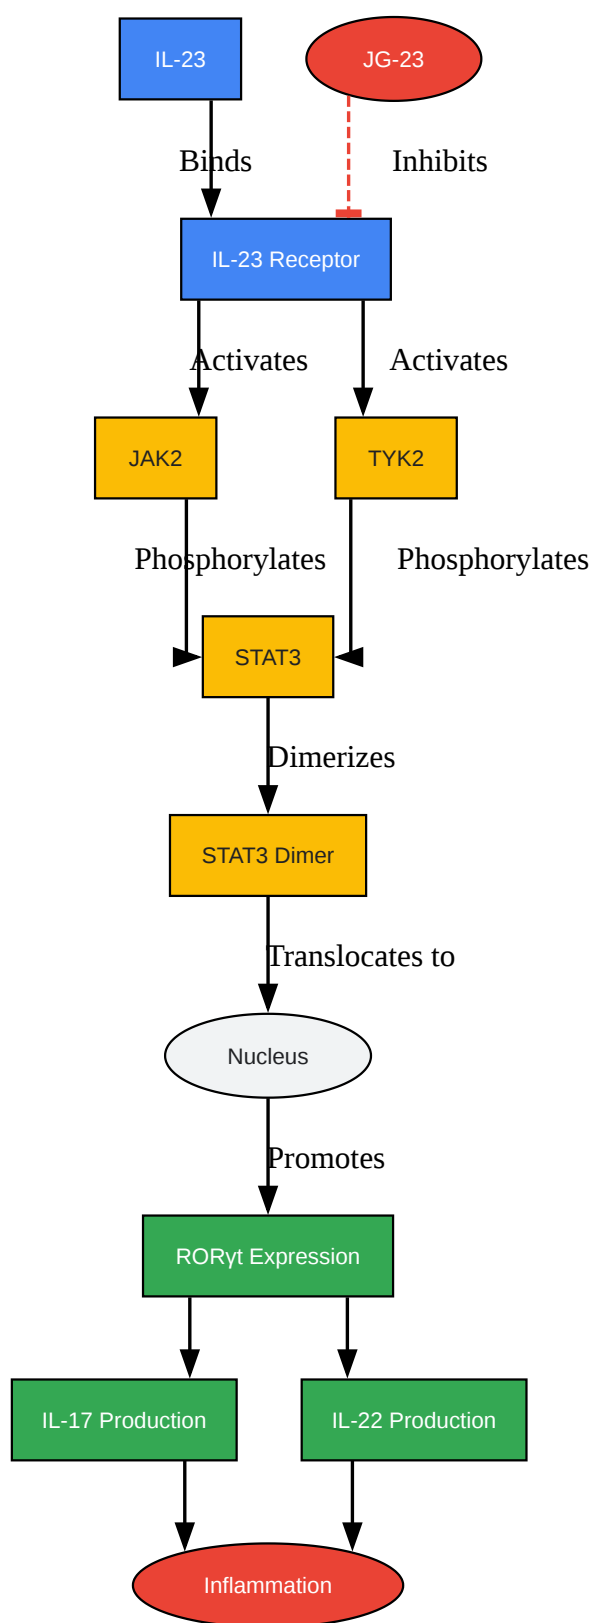 IL-23
JG-23
Binds
Inhibits
IL-23 Receptor
Activates
Activates
JAK2
TYK2
Phosphorylates
Phosphorylates
STAT3
Dimerizes
STAT3 Dimer
Translocates to
Nucleus
Promotes
RORγt Expression
IL-17 Production
IL-22 Production
Inflammation